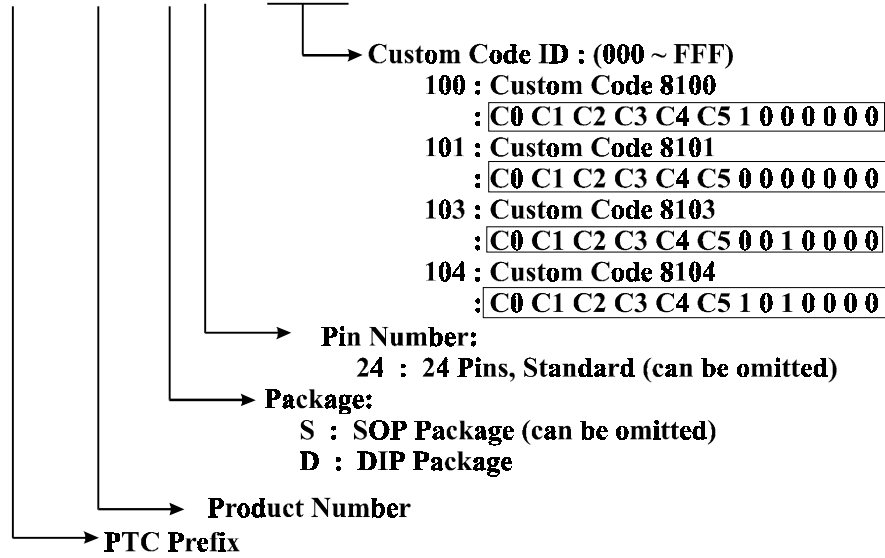 Custom Code ID : (000 ~ FFF)
100 : Custom Code 8100
: C0 C1 C2 C3 C4 C5 1 0 0 0 0 0 0
101 : Custom Code 8101
: C0 C1 C2 C3 C4 C5 0 0 0 0 0 0 0
103 : Custom Code 8103
: C0 C1 C2 C3 C4 C5 0 0 1 0 0 0 0
104 : Custom Code 8104
: C0 C1 C2 C3 C4 C5 1 0 1 0 0 0 0
Pin Number:
24 : 24 Pins, Standard (can be omitted)
Package:
S : SOP Package (can be omitted)
D : DIP Package
Product Number
PTC Prefix